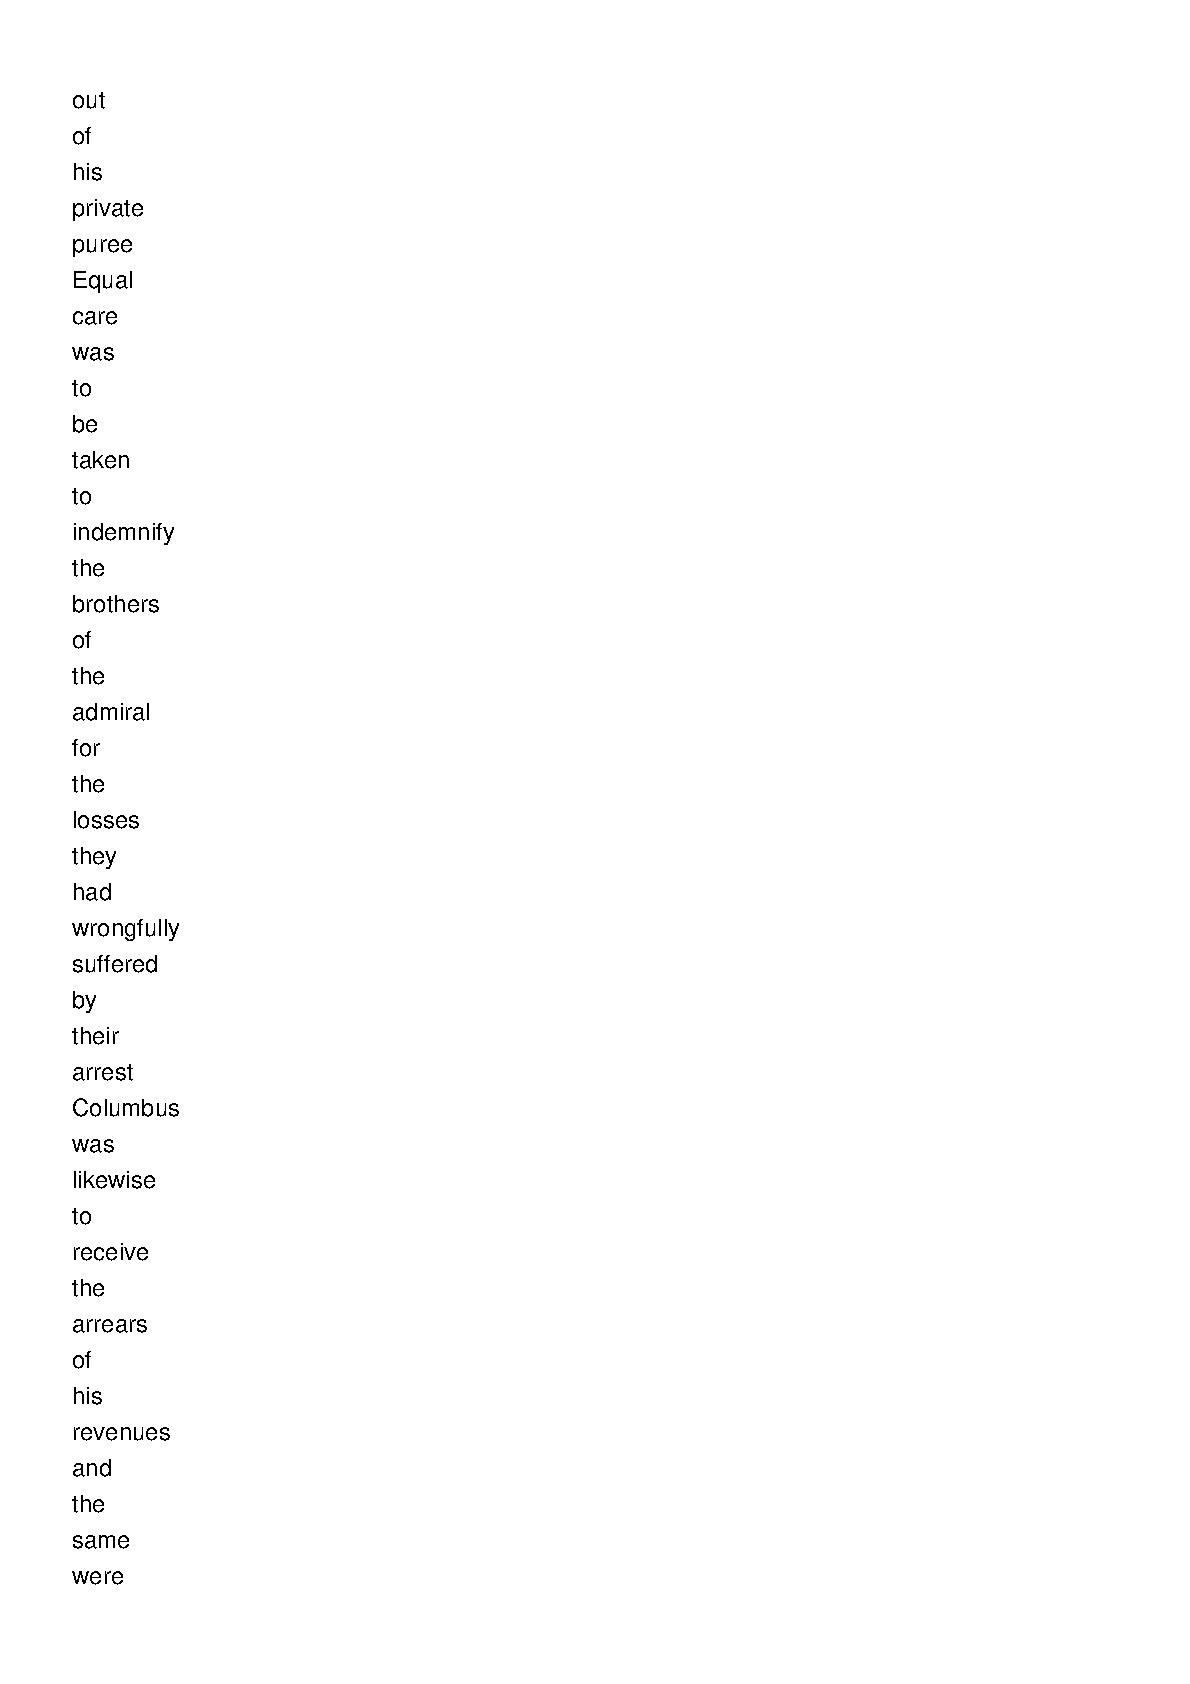 out
of
his
private
puree
Equal
care
was
to
be
taken
to
indemnify
the
brothers
of
the
admiral
for
the
losses
they
had
wrongfully
suffered
by
their
arrest
Columbus
was
likewise
to
receive
the
arrears
of
his
revenues
and
the
same
were